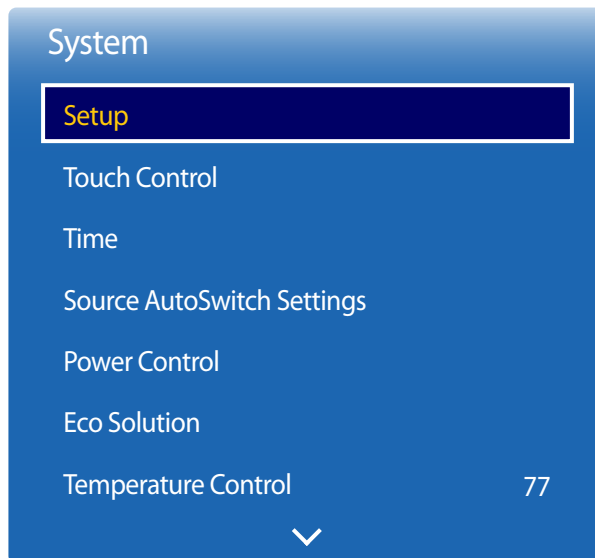 System
Setup
Touch Control
Time
Source AutoSwitch Settings
Power Control
Eco Solution
Temperature Control 77